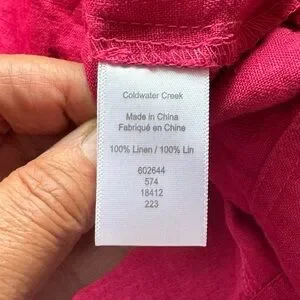 Coldwater Creek
Made in China
Fabriqué en Chine
100% Linen / 100% Lin
602644
574
18412
223